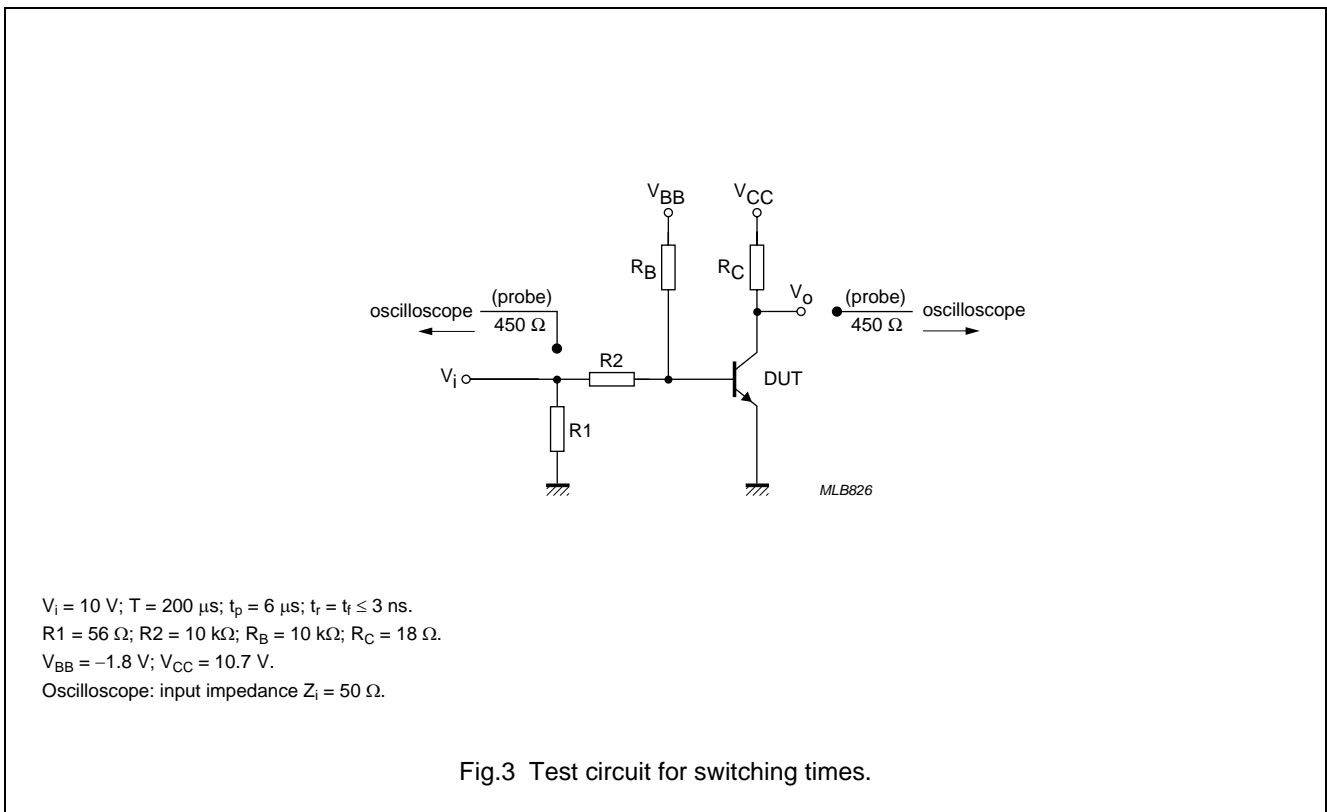 V_BB V_CC
R_B R_C
V_o
oscilloscope (probe) 450 Ω
(probe) 450 Ω oscilloscope
R2
V_i DUT
R1
MLB826
V_i = 10 V; T = 200 μs; t_p = 6 μs; t_r = t_f ≤ 3 ns.
R1 = 56 Ω; R2 = 10 kΩ; R_B = 10 kΩ; R_C = 18 Ω.
V_BB = −1.8 V; V_CC = 10.7 V.
Oscilloscope: input impedance Z_i = 50 Ω.
Fig.3 Test circuit for switching times.